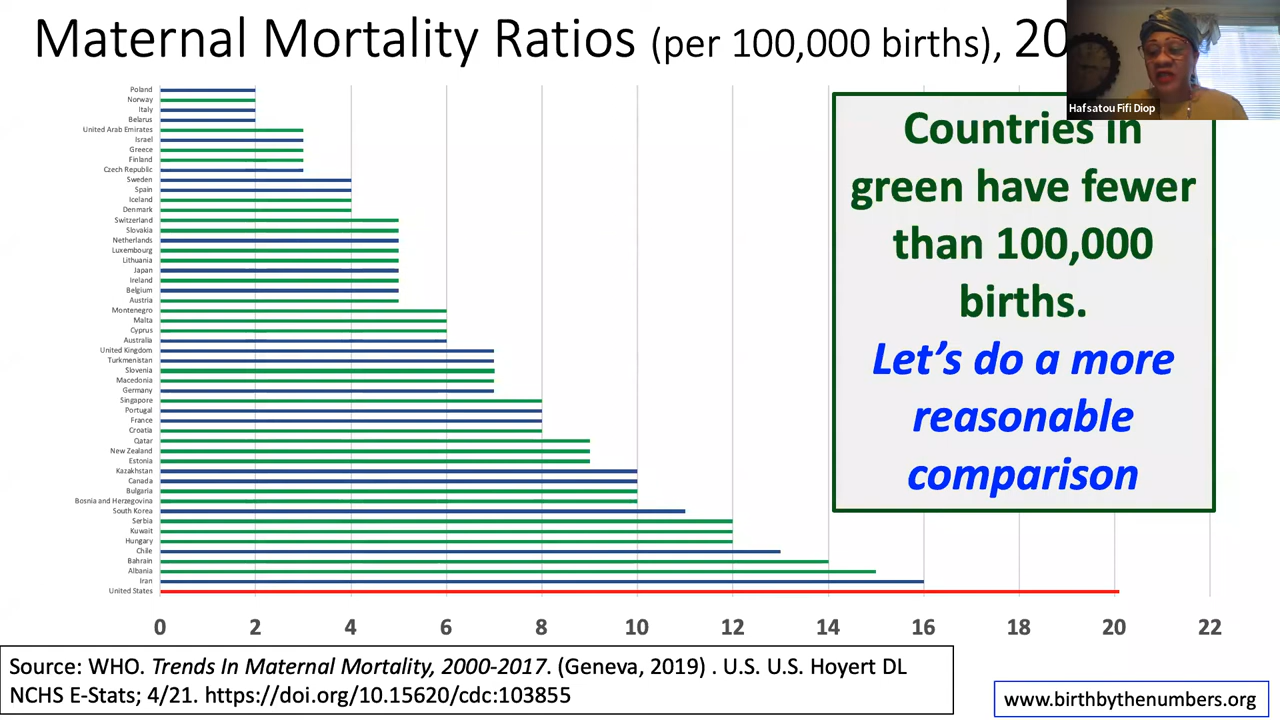 Maternal Mortality Ratios (per 100,000 births), 20
Hafsatou Fifi Diop
Poland
Norway
Italy
Belarus
United Arab Emirates
Israel
Greece
Finland
Czech Republic
Sweden
Spain
Iceland
Denmark
Switzerland
Slovakia
Netherlands
Luxembourg
Lithuania
Japan
Ireland
Belgium
Austria
Montenegro
Malta
Cyprus
Australia
United Kingdom
Turkmenistan
Slovenia
Macedonia
Germany
Singapore
Portugal
France
Croatia
Qatar
New Zealand
Estonia
Kazakhstan
Canada
Bulgaria
Bosnia and Herzegovina
South Korea
Serbia
Kuwait
Hungary
Chile
Bahrain
Albania
Iran
United States
0 2 4 6 8 10 12 14 16 18 20 22
Countries in
green have fewer
than 100,000
births.
Let's do a more
reasonable
comparison
Source: WHO. Trends In Maternal Mortality, 2000-2017. (Geneva, 2019) . U.S. U.S. Hoyert DL
NCHS E-Stats; 4/21. https://doi.org/10.15620/cdc:103855
www.birthbythenumbers.org